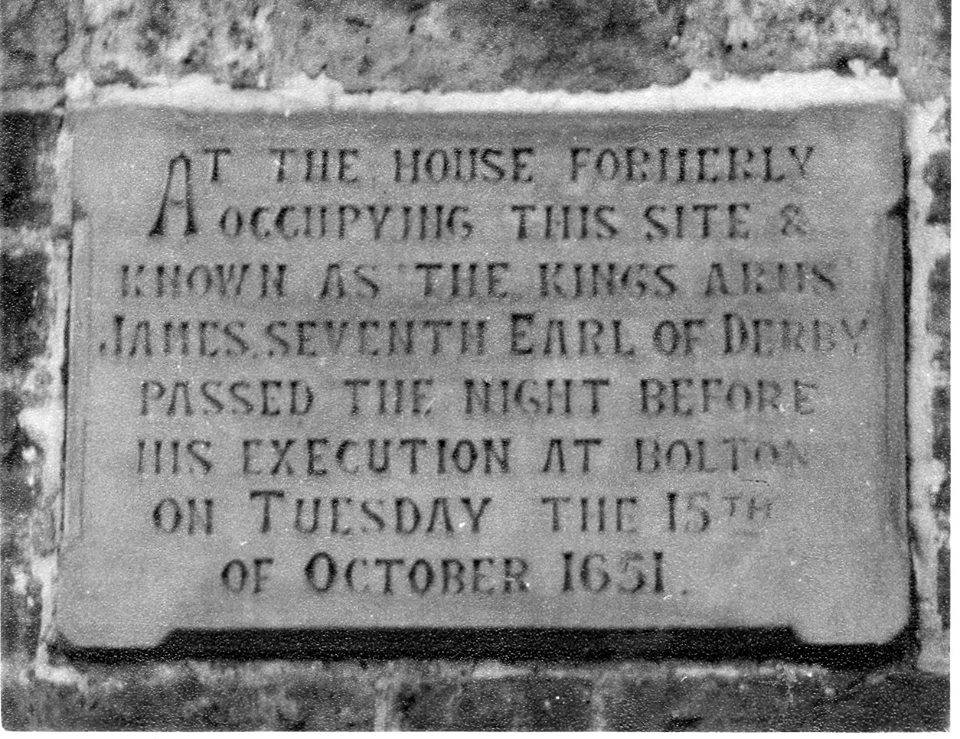 AT THE HOUSE FORMERLY
OCCUPYING THIS SITE &
KNOWN AS THE KINGS ARMS
JAMES SEVENTH EARL OF DERBY
PASSED THE NIGHT BEFORE
HIS EXECUTION AT BOLTON
ON TUESDAY THE 15TH
OF OCTOBER 1651.